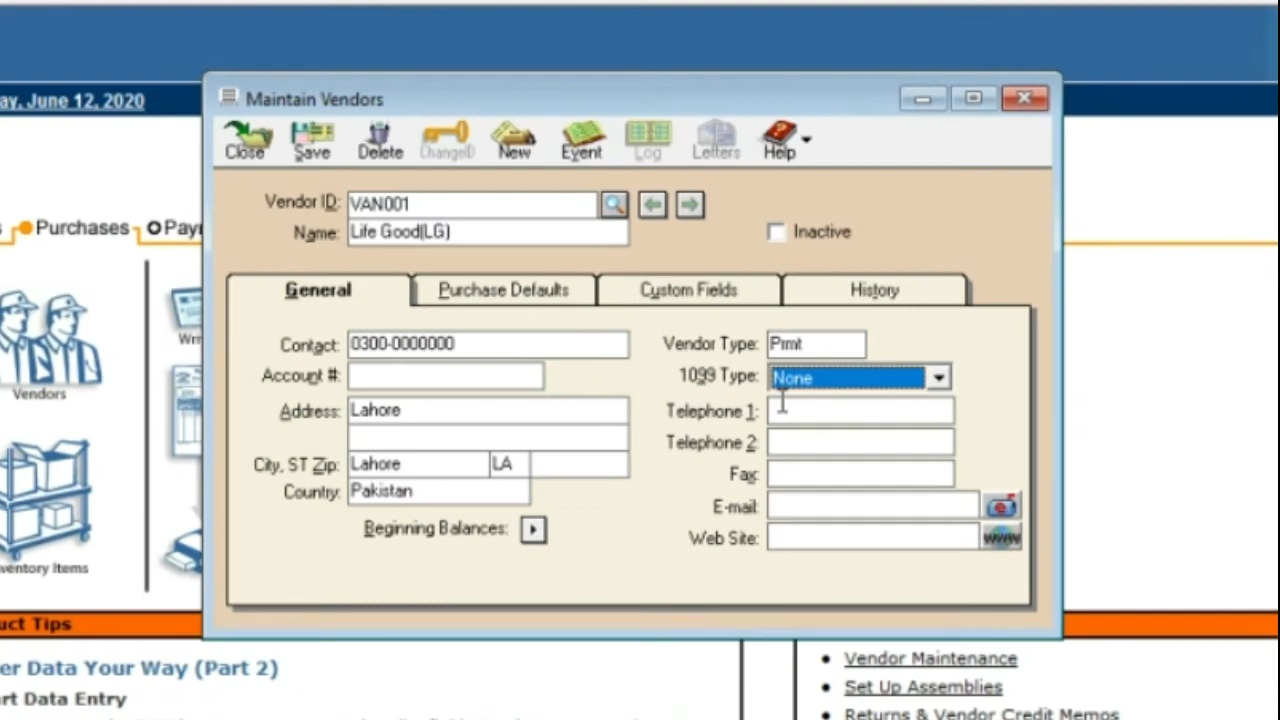 ay, June 12, 2020
Maintain Vendors
Close Save Delete ChangeID New Event Log Letters Help
Vendor ID: VAN001
Name: Life Good(LG)
Inactive
s Purchases Payr
General Purchase Defaults Custom Fields History
Contact: 0300-0000000
Vendor Type: Prmt
Account #:
1099 Type: None
Address: Lahore
Telephone 1:
Telephone 2:
City, ST Zip: Lahore LA
Fax:
Country: Pakistan
E-mail:
Beginning Balances:
Web Site:
WWW
Wri
Vendors
ventory Items
uct Tips
er Data Your Way (Part 2)
rt Data Entry
Vendor Maintenance
Set Up Assemblies
Returns & Vendor Credit Memos